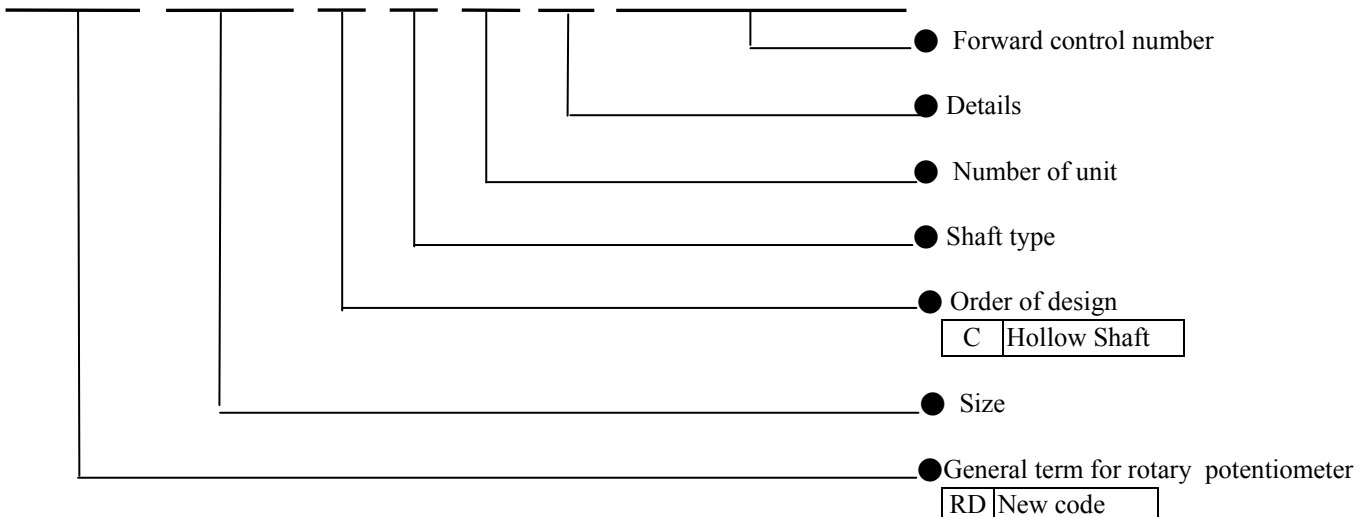 Forward control number
Details
Number of unit
Shaft type
Order of design
C Hollow Shaft
Size
General term for rotary potentiometer
RD New code